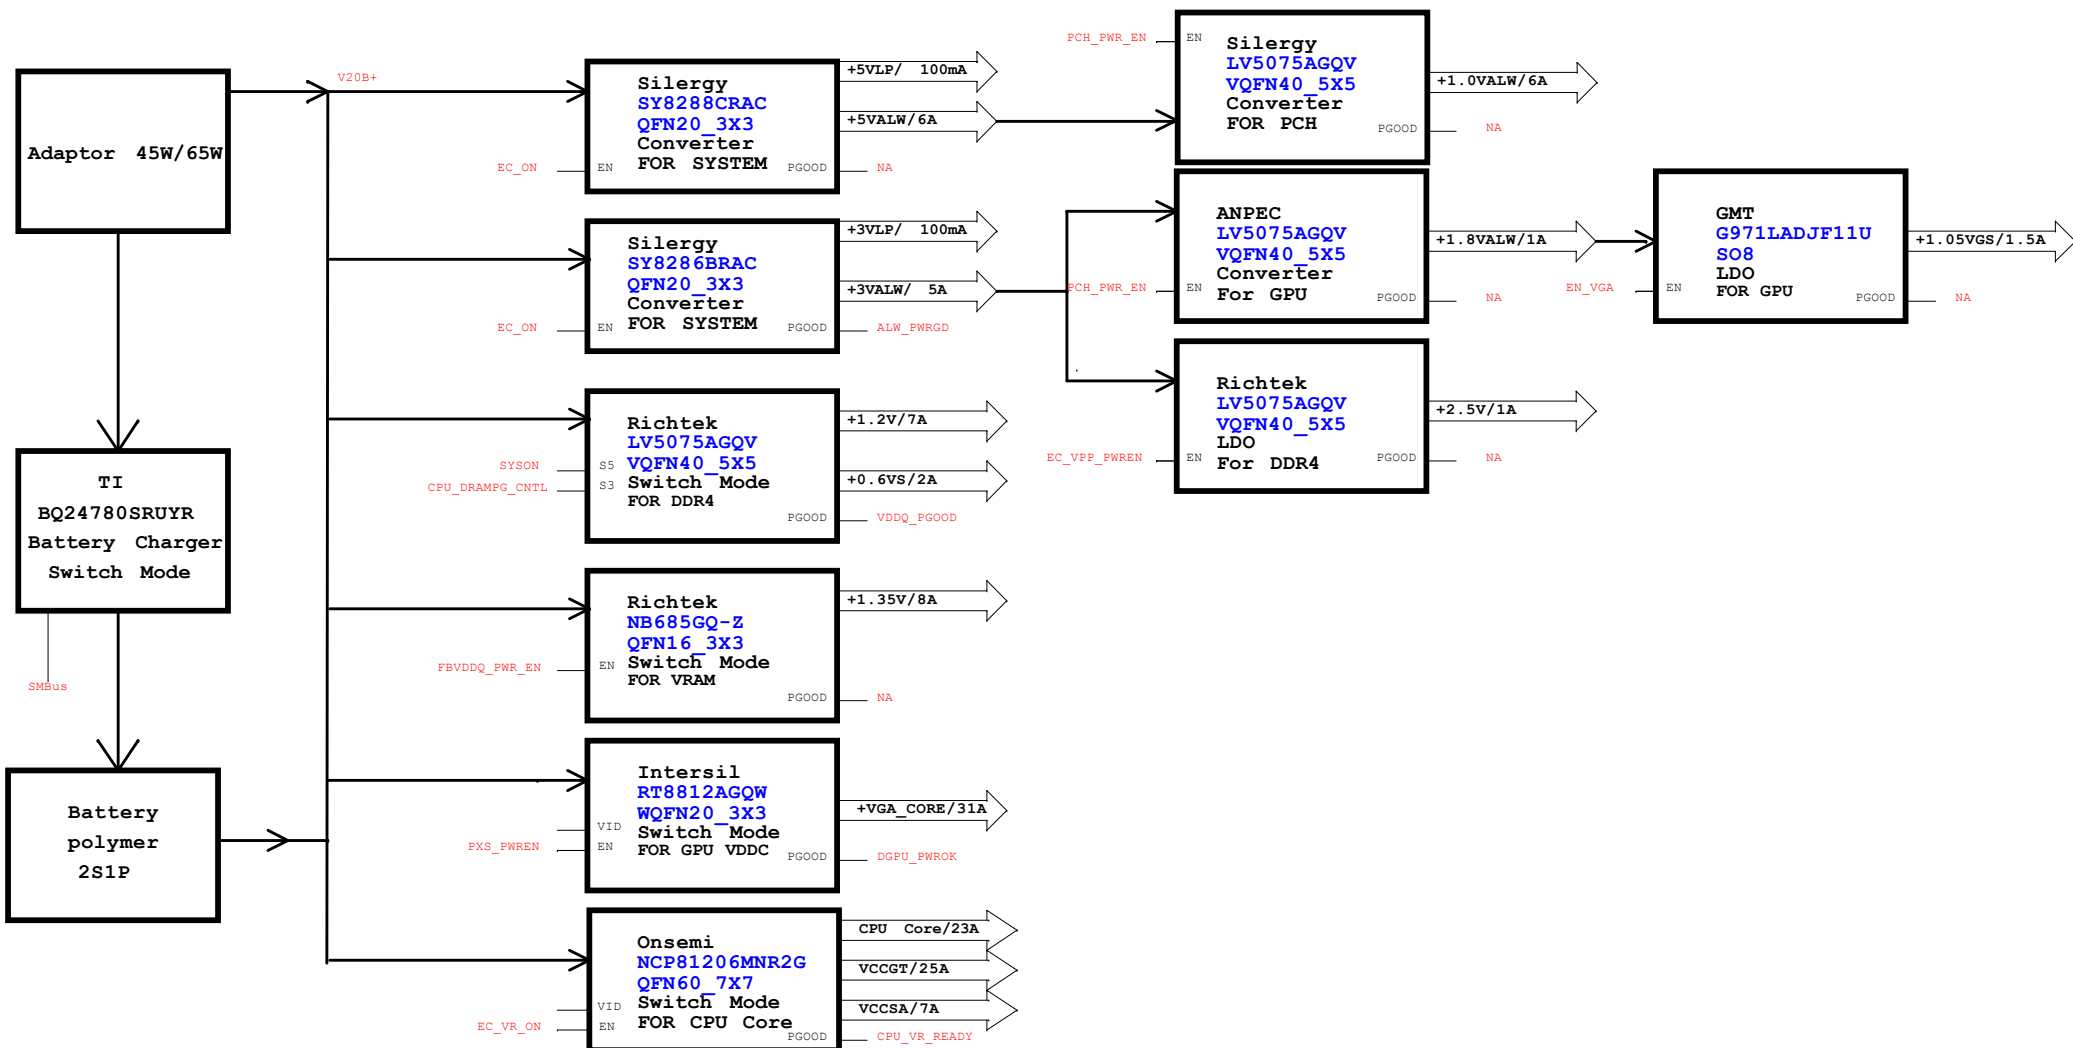 Adaptor 45W/65W
TI
BQ24780SRUYR
Battery Charger
Switch Mode
SMBus
Battery
polymer
2S1P
V20B+
Silergy
SY8288CRAC
QFN20_3X3
Converter
FOR SYSTEM
EC_ON
EN
PGOOD
NA
+5VLP/ 100mA
+5VALW/6A
Silergy
SY8286BRAC
QFN20_3X3
Converter
FOR SYSTEM
EC_ON
EN
PGOOD
ALW_PWRGD
+3VLP/ 100mA
+3VALW/ 5A
Richtek
LV5075AGQV
VQFN40_5X5
Switch Mode
FOR DDR4
SYSON
S5
CPU_DRAMPG_CNTL
S3
PGOOD
VDDQ_PGOOD
+1.2V/7A
+0.6VS/2A
Richtek
NB685GQ-Z
QFN16_3X3
Switch Mode
FOR VRAM
FBVDDQ_PWR_EN
EN
PGOOD
NA
+1.35V/8A
Intersil
RT8812AGQW
WQFN20_3X3
Switch Mode
FOR GPU VDDC
VID
PXS_PWREN
EN
PGOOD
DGPU_PWROK
+VGA_CORE/31A
Onsemi
NCP81206MNR2G
QFN60_7X7
Switch Mode
FOR CPU Core
VID
EC_VR_ON
EN
PGOOD
CPU_VR_READY
CPU Core/23A
VCCGT/25A
VCCSA/7A
PCH_PWR_EN
EN
Silergy
LV5075AGQV
VQFN40_5X5
Converter
FOR PCH
PGOOD
NA
+1.0VALW/6A
ANPEC
LV5075AGQV
VQFN40_5X5
Converter
For GPU
PCH_PWR_EN
EN
PGOOD
NA
+1.8VALW/1A
Richtek
LV5075AGQV
VQFN40_5X5
LDO
For DDR4
EC_VPP_PWREN
EN
PGOOD
NA
+2.5V/1A
GMT
G971LADJF11U
SO8
LDO
FOR GPU
EN_VGA
EN
PGOOD
NA
+1.05VGS/1.5A